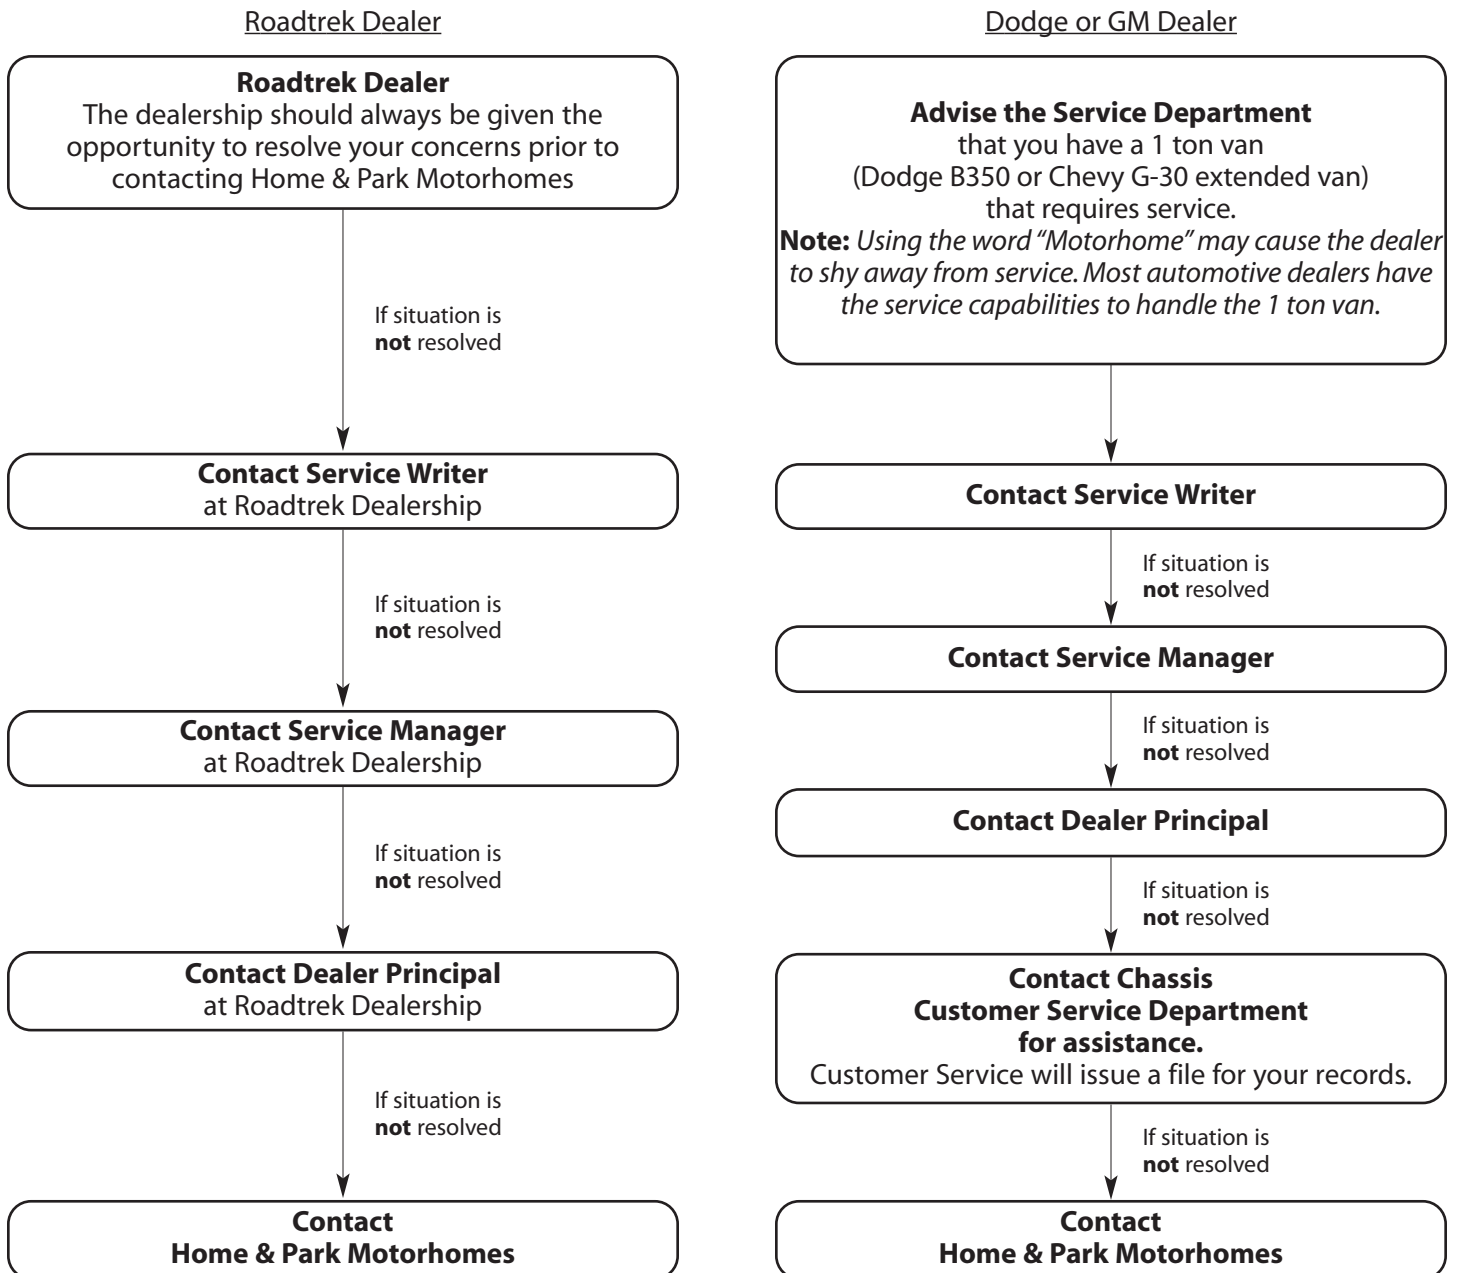 Roadtrek Dealer
Roadtrek Dealer
The dealership should always be given the
opportunity to resolve your concerns prior to
contacting Home & Park Motorhomes
If situation is
not resolved
Contact Service Writer
at Roadtrek Dealership
If situation is
not resolved
Contact Service Manager
at Roadtrek Dealership
If situation is
not resolved
Contact Dealer Principal
at Roadtrek Dealership
If situation is
not resolved
Contact
Home & Park Motorhomes
Dodge or GM Dealer
Advise the Service Department
that you have a 1 ton van
(Dodge B350 or Chevy G-30 extended van)
that requires service.
Note: Using the word “Motorhome” may cause the dealer
to shy away from service. Most automotive dealers have
the service capabilities to handle the 1 ton van.
Contact Service Writer
If situation is
not resolved
Contact Service Manager
If situation is
not resolved
Contact Dealer Principal
If situation is
not resolved
Contact Chassis
Customer Service Department
for assistance.
Customer Service will issue a file for your records.
If situation is
not resolved
Contact
Home & Park Motorhomes